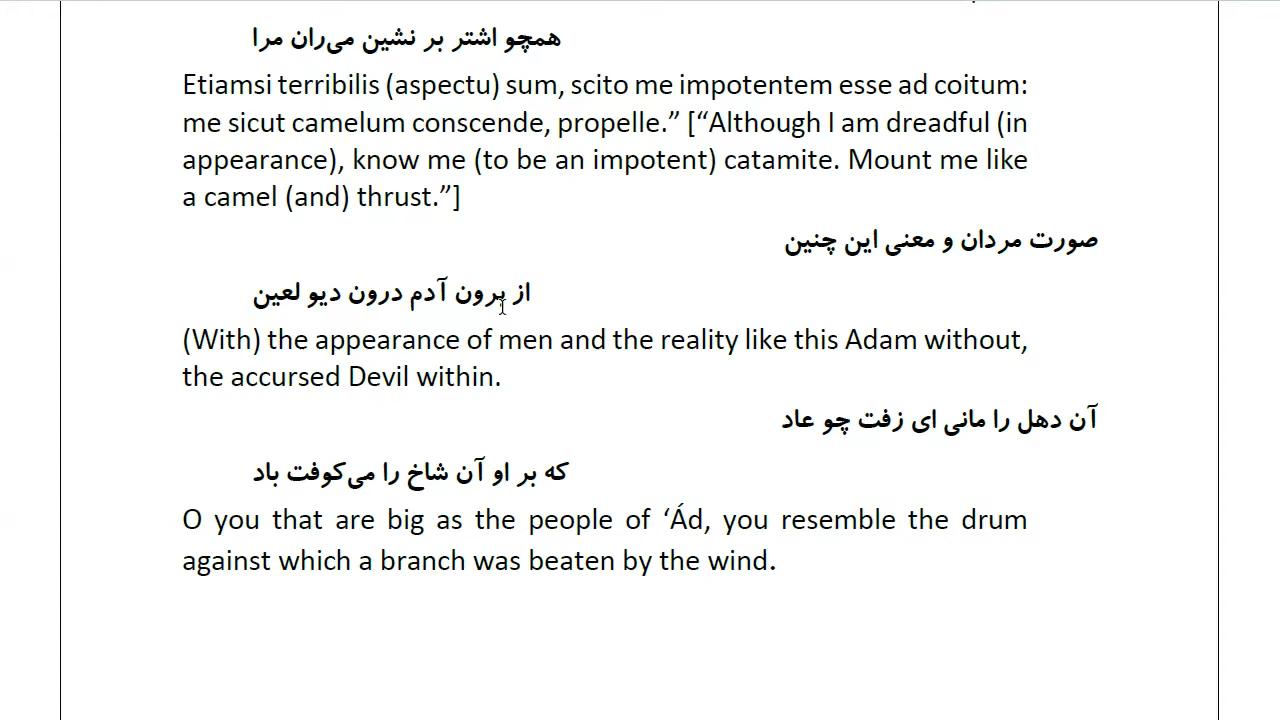 همچو اشتر بر نشین می‌ران مرا
Etiamsi terribilis (aspectu) sum, scito me impotentem esse ad coitum:
me sicut camelum conscende, propelle.” [“Although I am dreadful (in
appearance), know me (to be an impotent) catamite. Mount me like
a camel (and) thrust.”]
صورت مردان و معنی این چنین
از برون آدم درون دیو لعین
(With) the appearance of men and the reality like this Adam without,
the accursed Devil within.
آن دهل را مانی ای زفت چو عاد
که بر او آن شاخ را می‌کوفت باد
O you that are big as the people of ‘Ád, you resemble the drum
against which a branch was beaten by the wind.